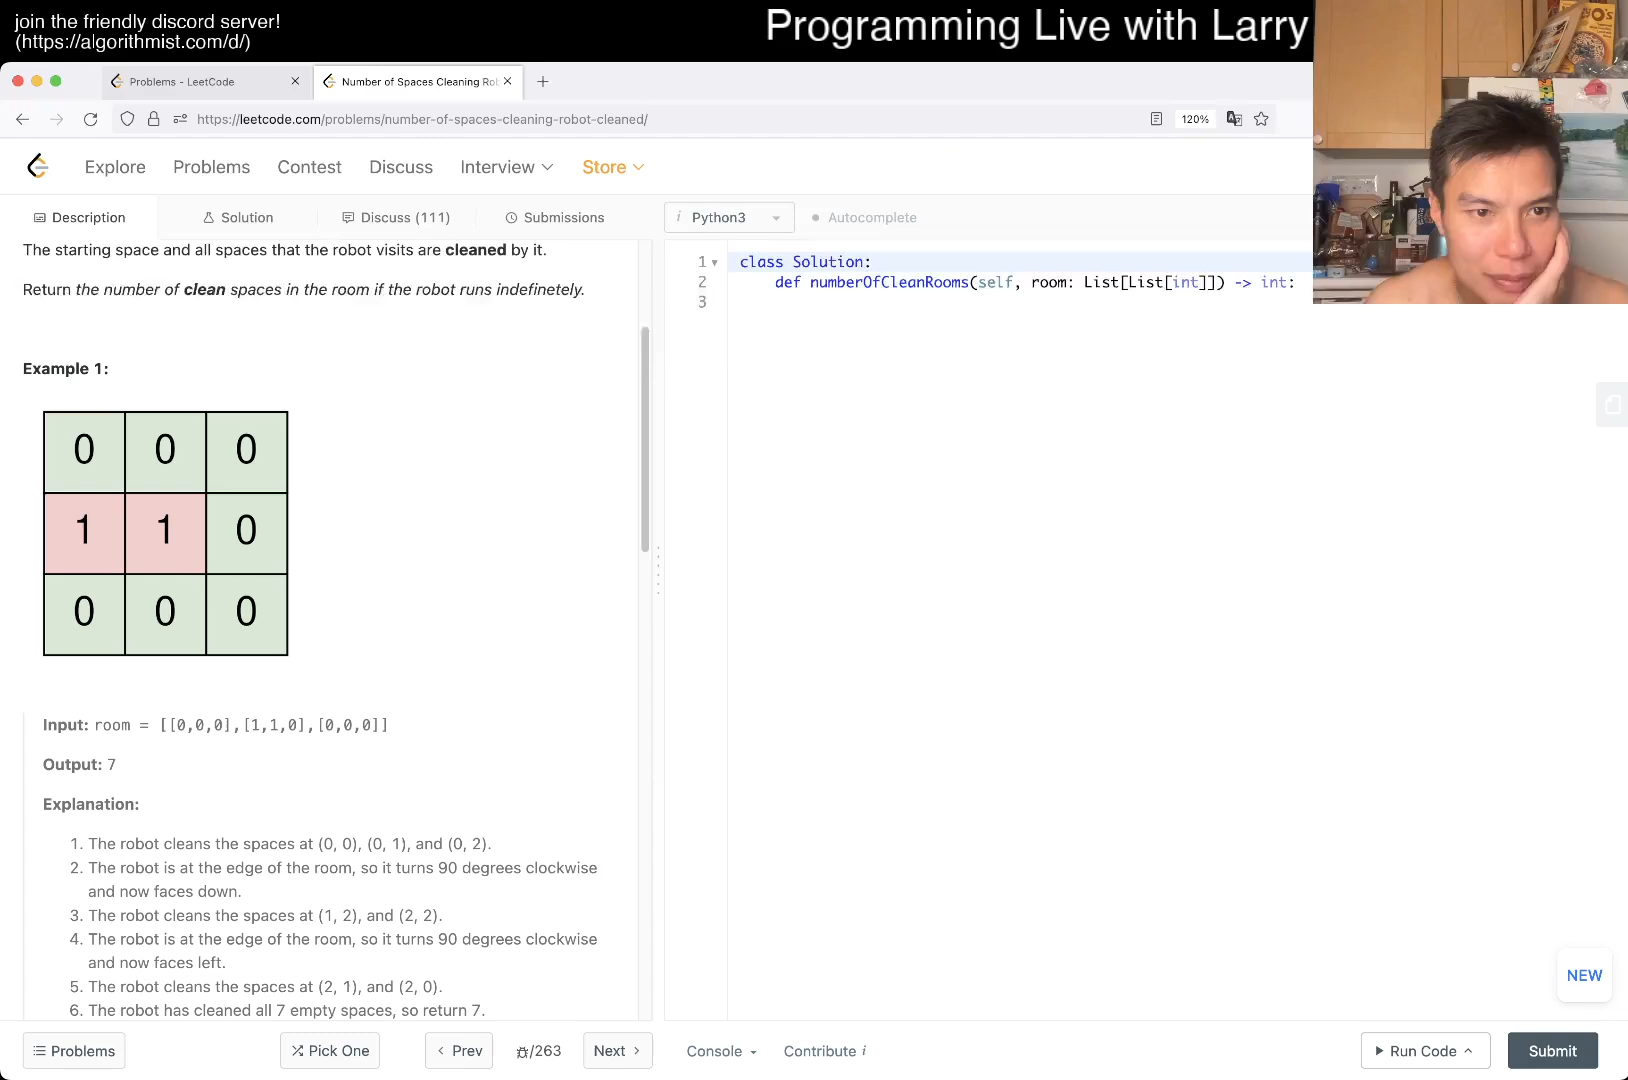 join the friendly discord server!
(https://algorithmist.com/d/)
Programming Live with Larry
Problems - LeetCode
Number of Spaces Cleaning Rob
https://leetcode.com/problems/number-of-spaces-cleaning-robot-cleaned/
120%
Explore
Problems
Contest
Discuss
Interview
Store
Description
Solution
Discuss (111)
Submissions
i Python3
Autocomplete
The starting space and all spaces that the robot visits are cleaned by it.
Return the number of clean spaces in the room if the robot runs indefinetely.
Example 1:
0 0 0
1 1 0
0 0 0
Input: room = [[0,0,0],[1,1,0],[0,0,0]]
Output: 7
Explanation:
1. The robot cleans the spaces at (0, 0), (0, 1), and (0, 2).
2. The robot is at the edge of the room, so it turns 90 degrees clockwise
and now faces down.
3. The robot cleans the spaces at (1, 2), and (2, 2).
4. The robot is at the edge of the room, so it turns 90 degrees clockwise
and now faces left.
5. The robot cleans the spaces at (2, 1), and (2, 0).
6. The robot has cleaned all 7 empty spaces, so return 7.
1 class Solution:
2 def numberOfCleanRooms(self, room: List[List[int]]) -> int:
3
NEW
Problems
Pick One
Prev
/263
Next
Console
Contribute i
Run Code
Submit